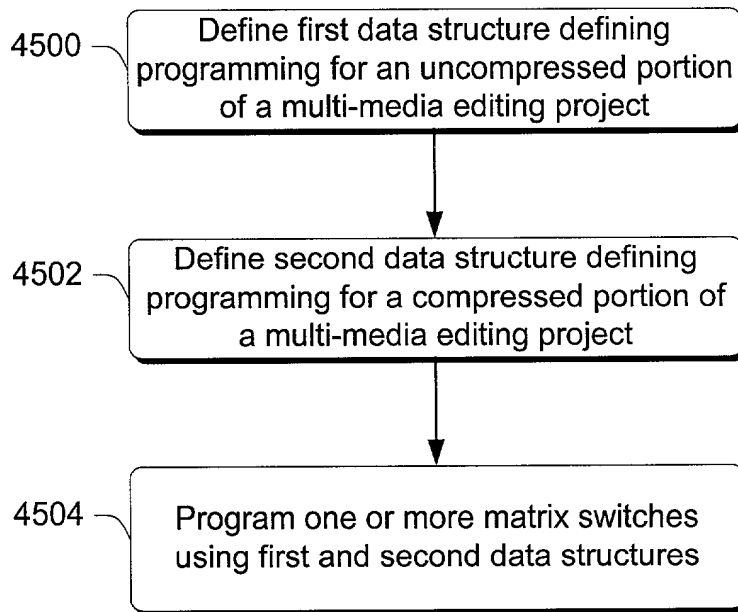 4500
Define first data structure defining
programming for an uncompressed portion
of a multi-media editing project
4502
Define second data structure defining
programming for a compressed portion of
a multi-media editing project
4504
Program one or more matrix switches
using first and second data structures